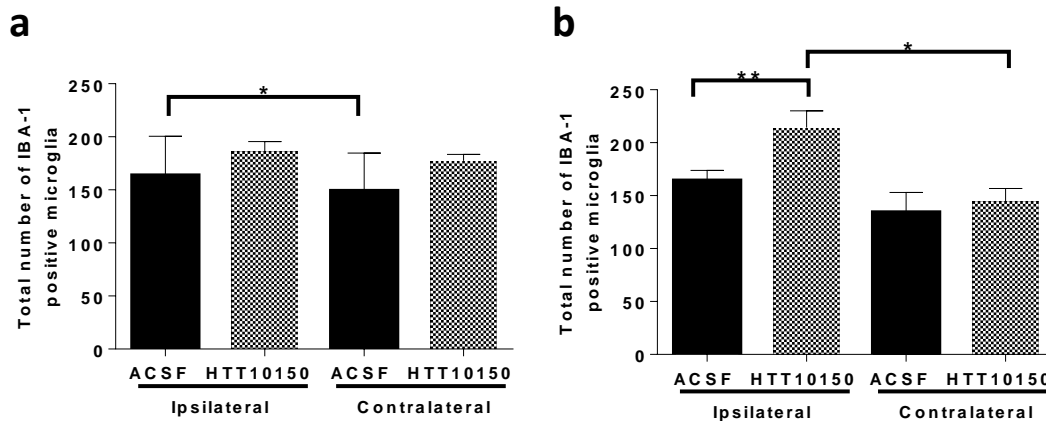 a
Total number of IBA-1
positive microglia
250
200
150
100
50
0
*
ACSF HTT10150 ACSF HTT10150
Ipsilateral Contralateral
b
Total number of IBA-1
positive microglia
250
200
150
100
50
0
**
*
ACSF HTT10150 ACSF HTT10150
Ipsilateral Contralateral